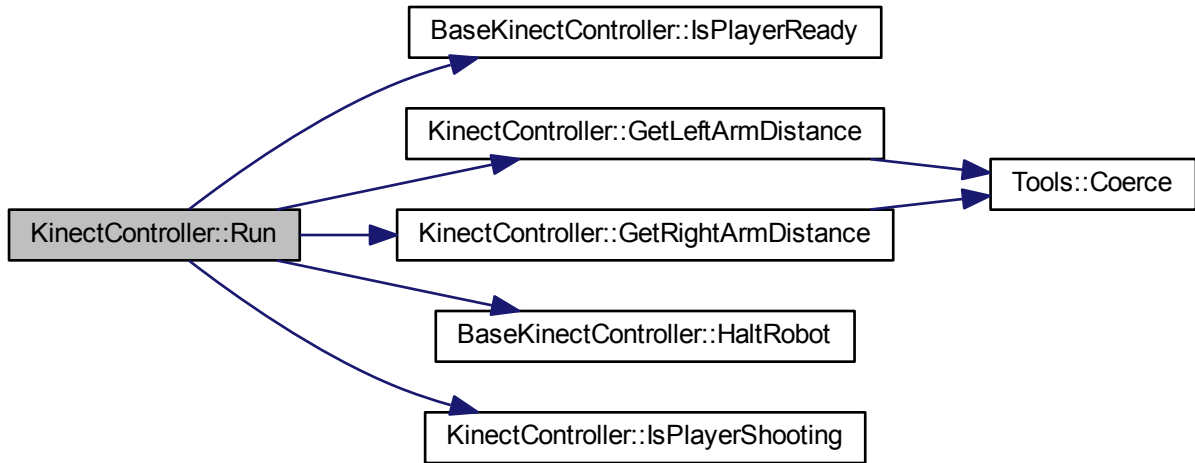 BaseKinectController::IsPlayerReady
KinectController::GetLeftArmDistance
Tools::Coerce
KinectController::Run
KinectController::GetRightArmDistance
BaseKinectController::HaltRobot
KinectController::IsPlayerShooting